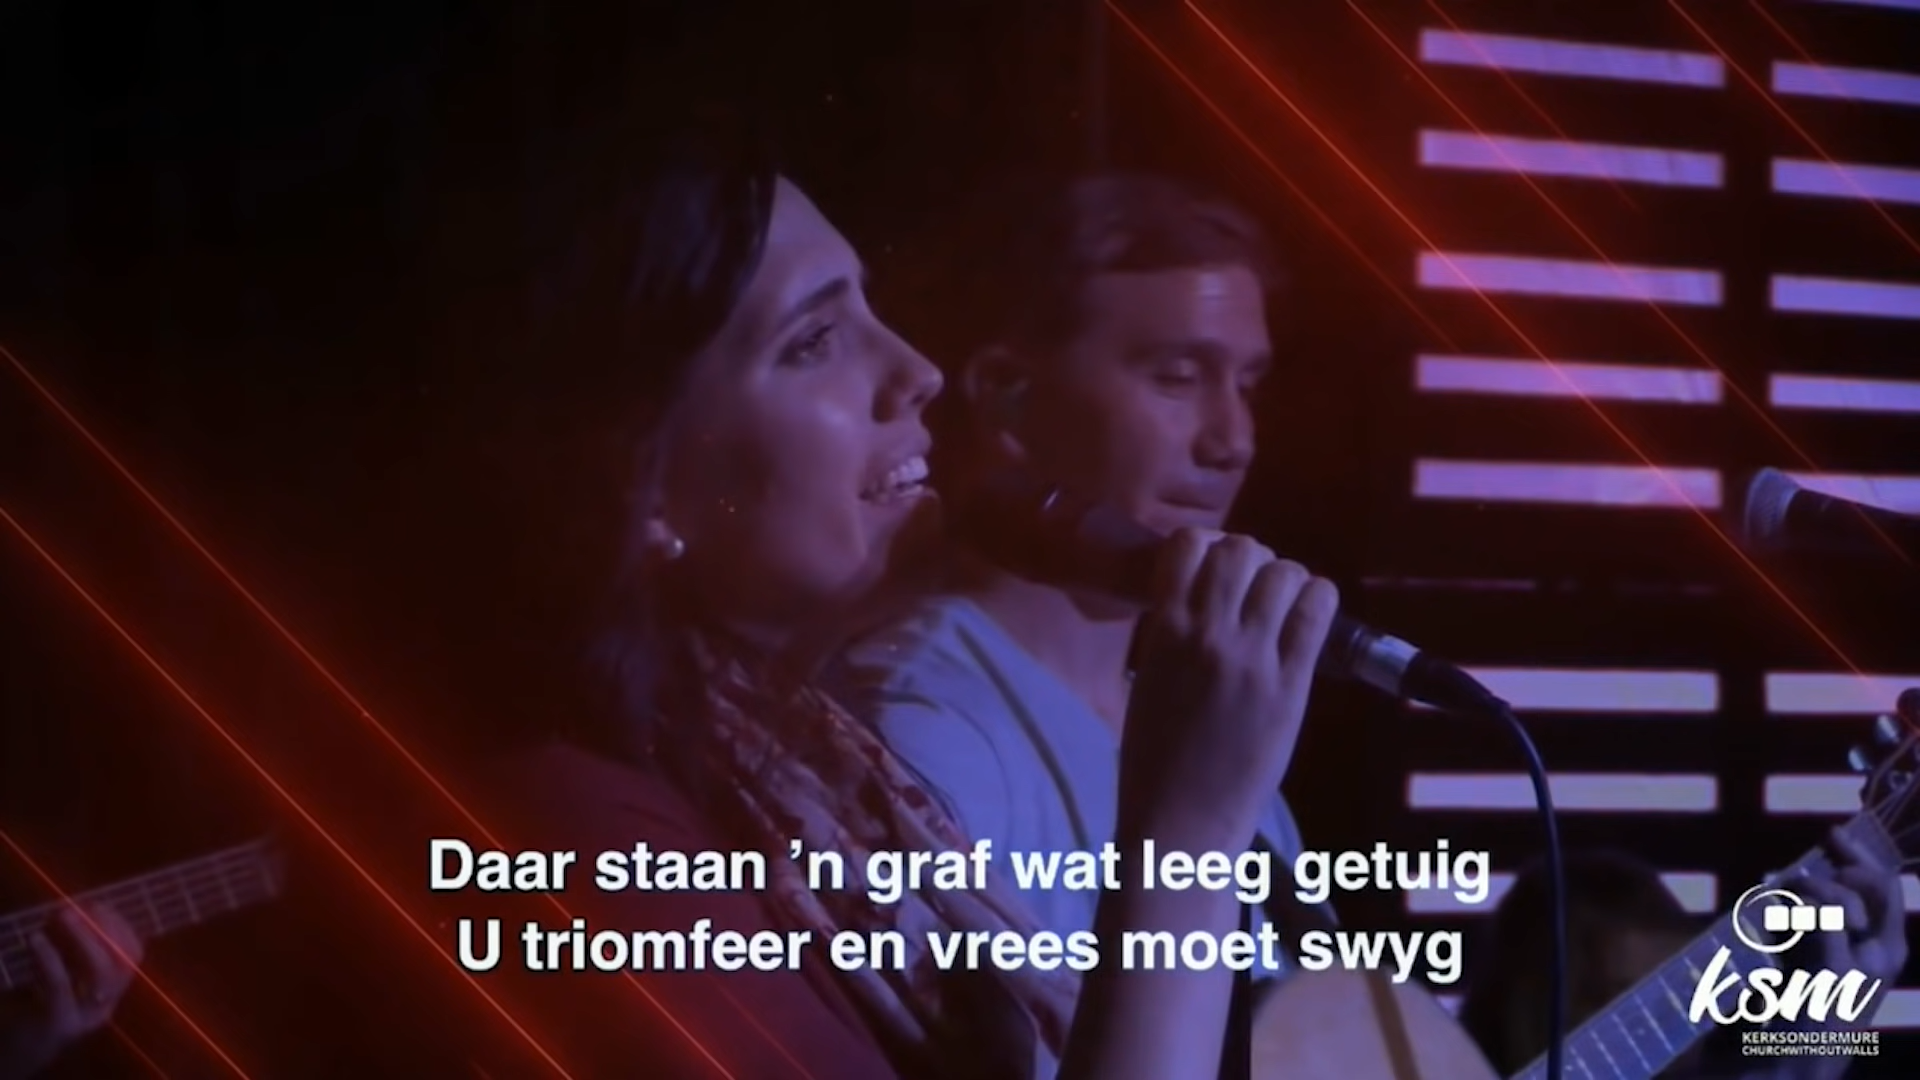 Daar staan ’n graf wat leeg getuig
U triomfeer en vrees moet swyg
ksm
KERKSONDERMURE
CHURCHWITHOUTWALLS